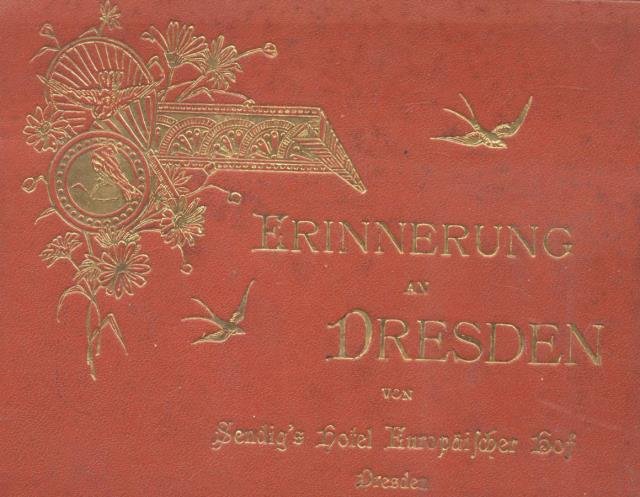 ERINNERUNG
AN
DRESDEN
VON
Sendig's Hotel Europäiſcher Hof
Dresden